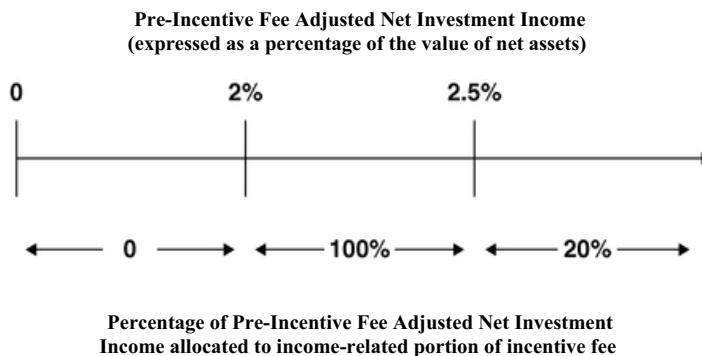 Pre-Incentive Fee Adjusted Net Investment Income
(expressed as a percentage of the value of net assets)
0 2% 2.5%
0 100% 20%
Percentage of Pre-Incentive Fee Adjusted Net Investment
Income allocated to income-related portion of incentive fee